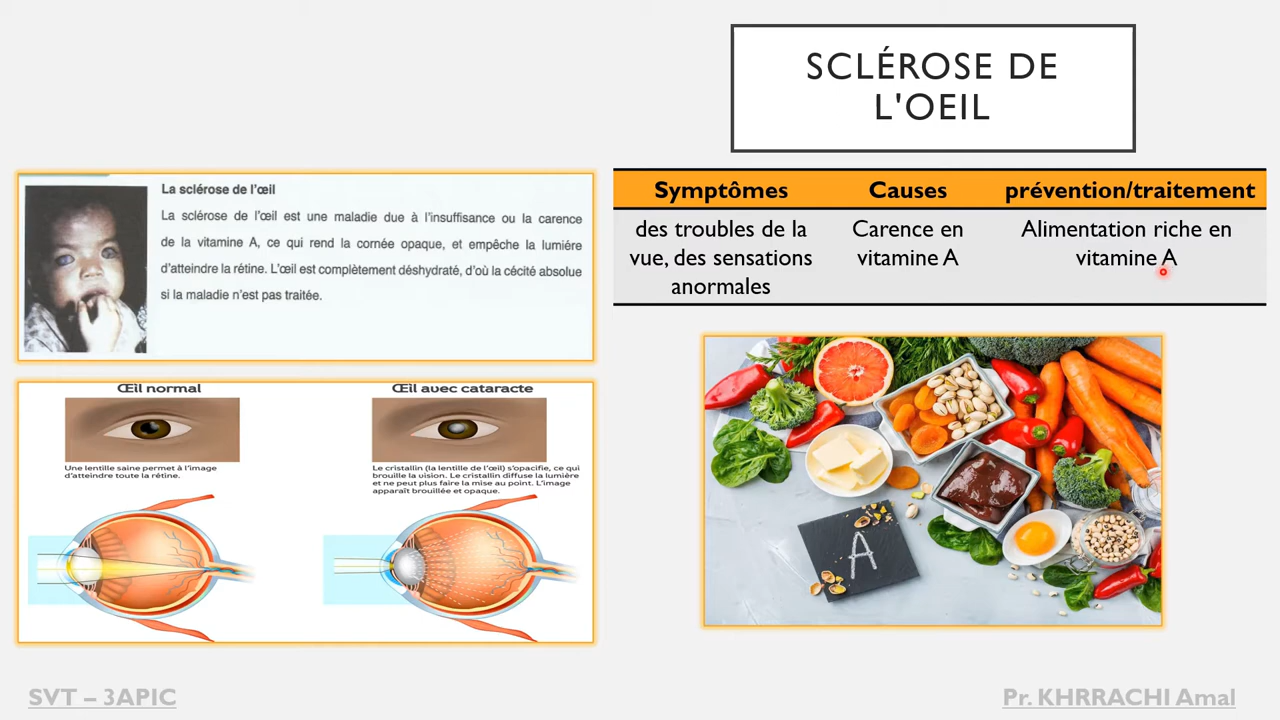 SCLÉROSE DE
L'OEIL
La sclérose de l'œil
La sclérose de l'œil est une maladie due à l'insuffisance ou la carence
de la vitamine A, ce qui rend la cornée opaque, et empêche la lumiére
d'atteindre la rétine. L'œil est complètement déshydraté, d'où la cécité absolue
si la maladie n'est pas traitée.
Symptômes Causes prévention/traitement
des troubles de la Carence en Alimentation riche en
vue, des sensations vitamine A vitamine A
anormales
Œil normal
Une lentille saine permet à l'image
d'atteindre toute la rétine.
Œil avec cataracte
Le cristallin (la lentille de l'œil) s'opacifie, ce qui
brouille la vision. Le cristallin diffuse la lumière
et ne peut plus faire la mise au point. L'image
apparaît brouillée et opaque.
A
SVT – 3APIC
Pr. KHRRACHI Amal